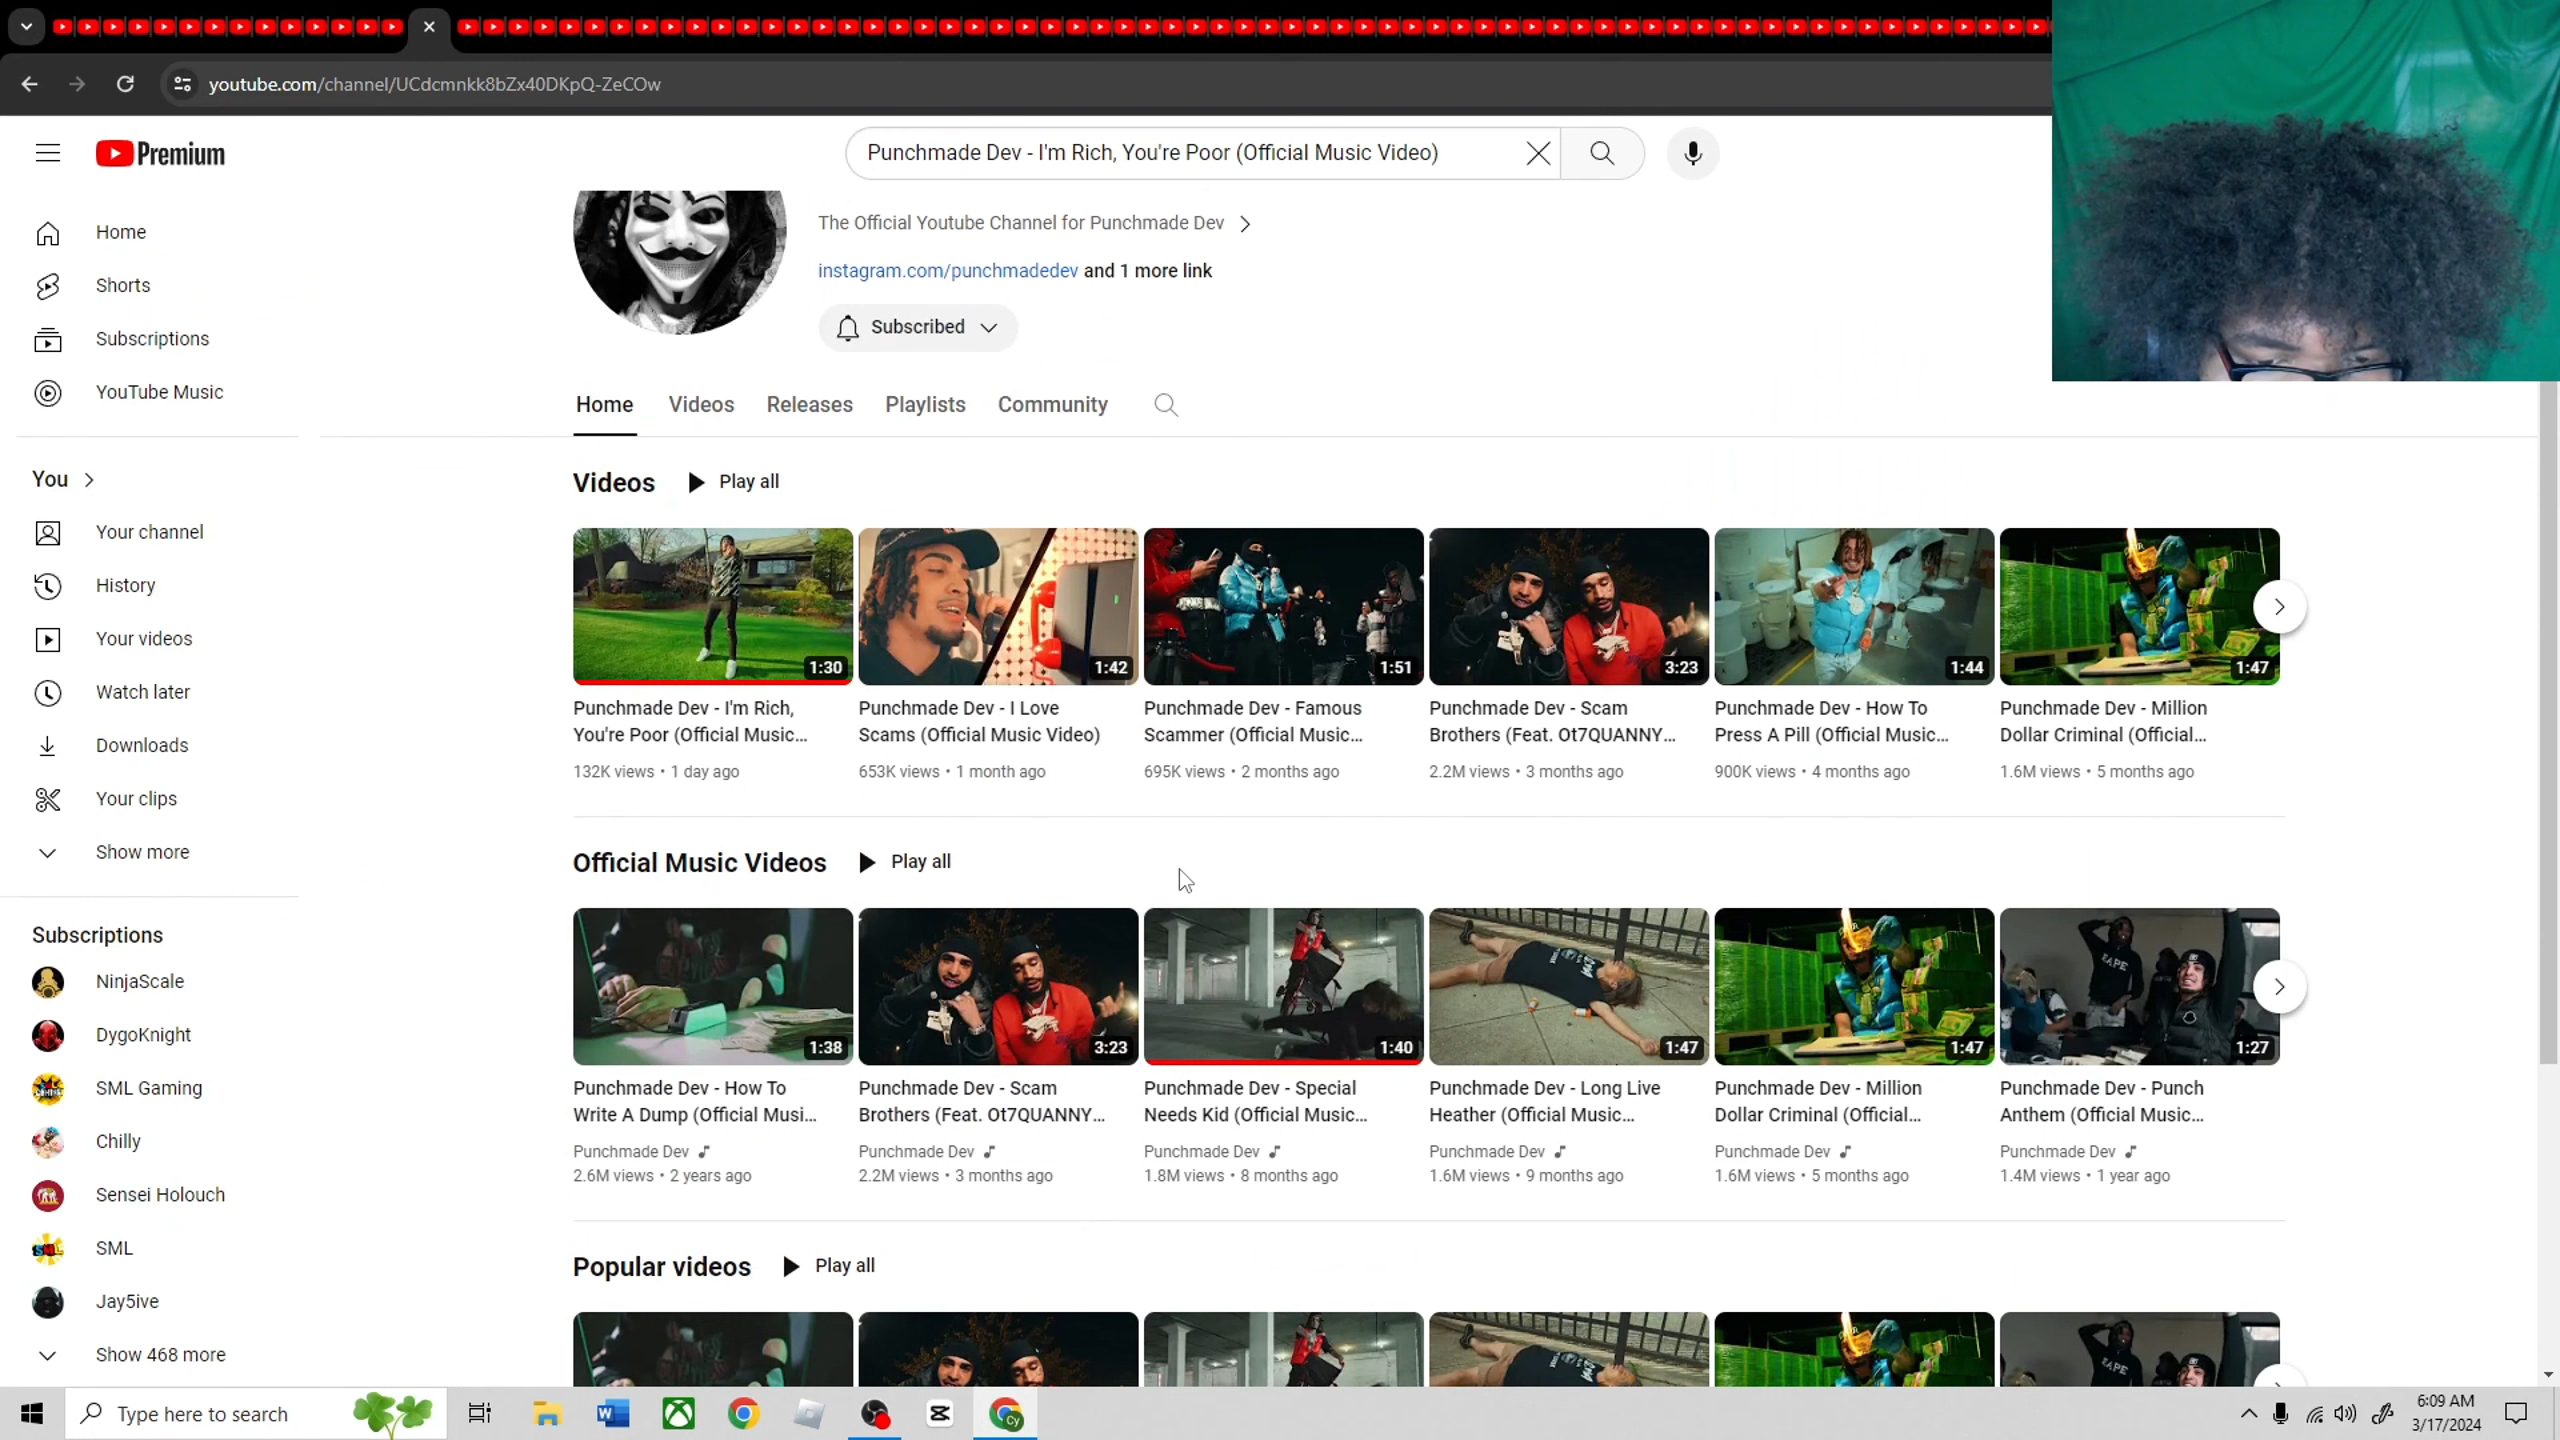 youtube.com/channel/UCdcmnkk8bZx40DKpQ-ZeCOw
Premium
Punchmade Dev - I'm Rich, You're Poor (Official Music Video)
The Official Youtube Channel for Punchmade Dev
instagram.com/punchmadedev and 1 more link
Subscribed
Home Videos Releases Playlists Community
Home
Shorts
Subscriptions
YouTube Music
You
Your channel
History
Your videos
Watch later
Downloads
Your clips
Show more
Subscriptions
NinjaScale
DygoKnight
SML Gaming
Chilly
Sensei Holouch
SML
Jay5ive
Show 468 more
Videos Play all
1:30 1:42 1:51 3:23 1:44 1:47
Punchmade Dev - I'm Rich,
You're Poor (Official Music...
132K views • 1 day ago
Punchmade Dev - I Love
Scams (Official Music Video)
653K views • 1 month ago
Punchmade Dev - Famous
Scammer (Official Music...
695K views • 2 months ago
Punchmade Dev - Scam
Brothers (Feat. Ot7QUANNY...
2.2M views • 3 months ago
Punchmade Dev - How To
Press A Pill (Official Music...
900K views • 4 months ago
Punchmade Dev - Million
Dollar Criminal (Official...
1.6M views • 5 months ago
Official Music Videos Play all
1:38 3:23 1:40 1:47 1:47 1:27
Punchmade Dev - How To
Write A Dump (Official Musi...
Punchmade Dev
2.6M views • 2 years ago
Punchmade Dev - Scam
Brothers (Feat. Ot7QUANNY...
Punchmade Dev
2.2M views • 3 months ago
Punchmade Dev - Special
Needs Kid (Official Music...
Punchmade Dev
1.8M views • 8 months ago
Punchmade Dev - Long Live
Heather (Official Music...
Punchmade Dev
1.6M views • 9 months ago
Punchmade Dev - Million
Dollar Criminal (Official...
Punchmade Dev
1.6M views • 5 months ago
Punchmade Dev - Punch
Anthem (Official Music...
Punchmade Dev
1.4M views • 1 year ago
Popular videos Play all
Type here to search
6:09 AM
3/17/2024